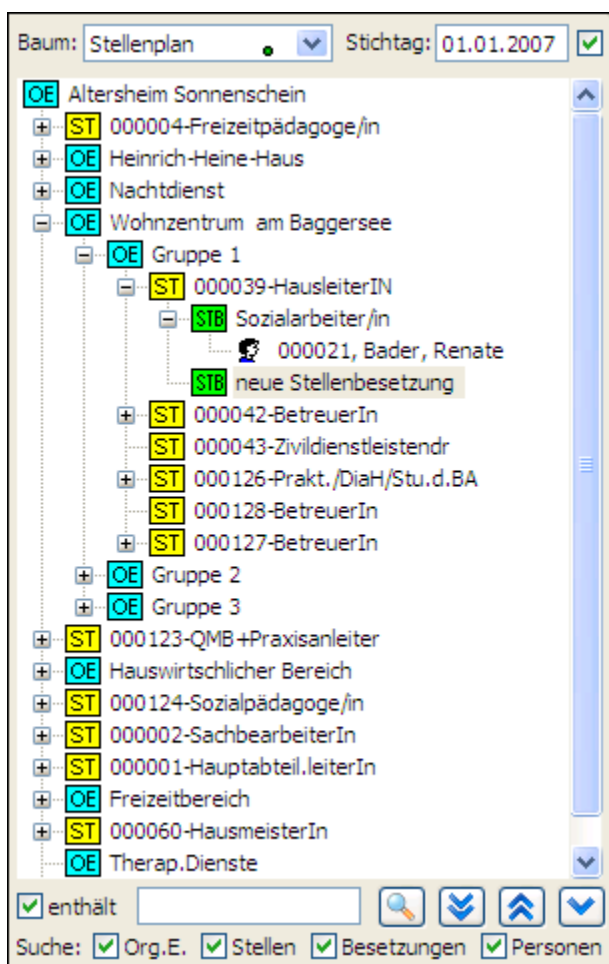 Baum: Stellenplan Stichtag: 01.01.2007
OE Altersheim Sonnenschein
ST 000004-Freizeitpädagoge/in
OE Heinrich-Heine-Haus
OE Nachtdienst
OE Wohnzentrum am Baggersee
OE Gruppe 1
ST 000039-HausleiterIN
STB Sozialarbeiter/in
000021, Bader, Renate
STB neue Stellenbesetzung
ST 000042-BetreuerIn
ST 000043-Zivildienstleistendr
ST 000126-Prakt./DiaH/Stu.d.BA
ST 000128-BetreuerIn
ST 000127-BetreuerIn
OE Gruppe 2
OE Gruppe 3
ST 000123-QMB+Praxisanleiter
OE Hauswirtschlicher Bereich
ST 000124-Sozialpädagoge/in
ST 000002-SachbearbeiterIn
ST 000001-Hauptabteil.leiterIn
OE Freizeitbereich
ST 000060-HausmeisterIn
OE Therap.Dienste
enthält
Suche: Org.E. Stellen Besetzungen Personen